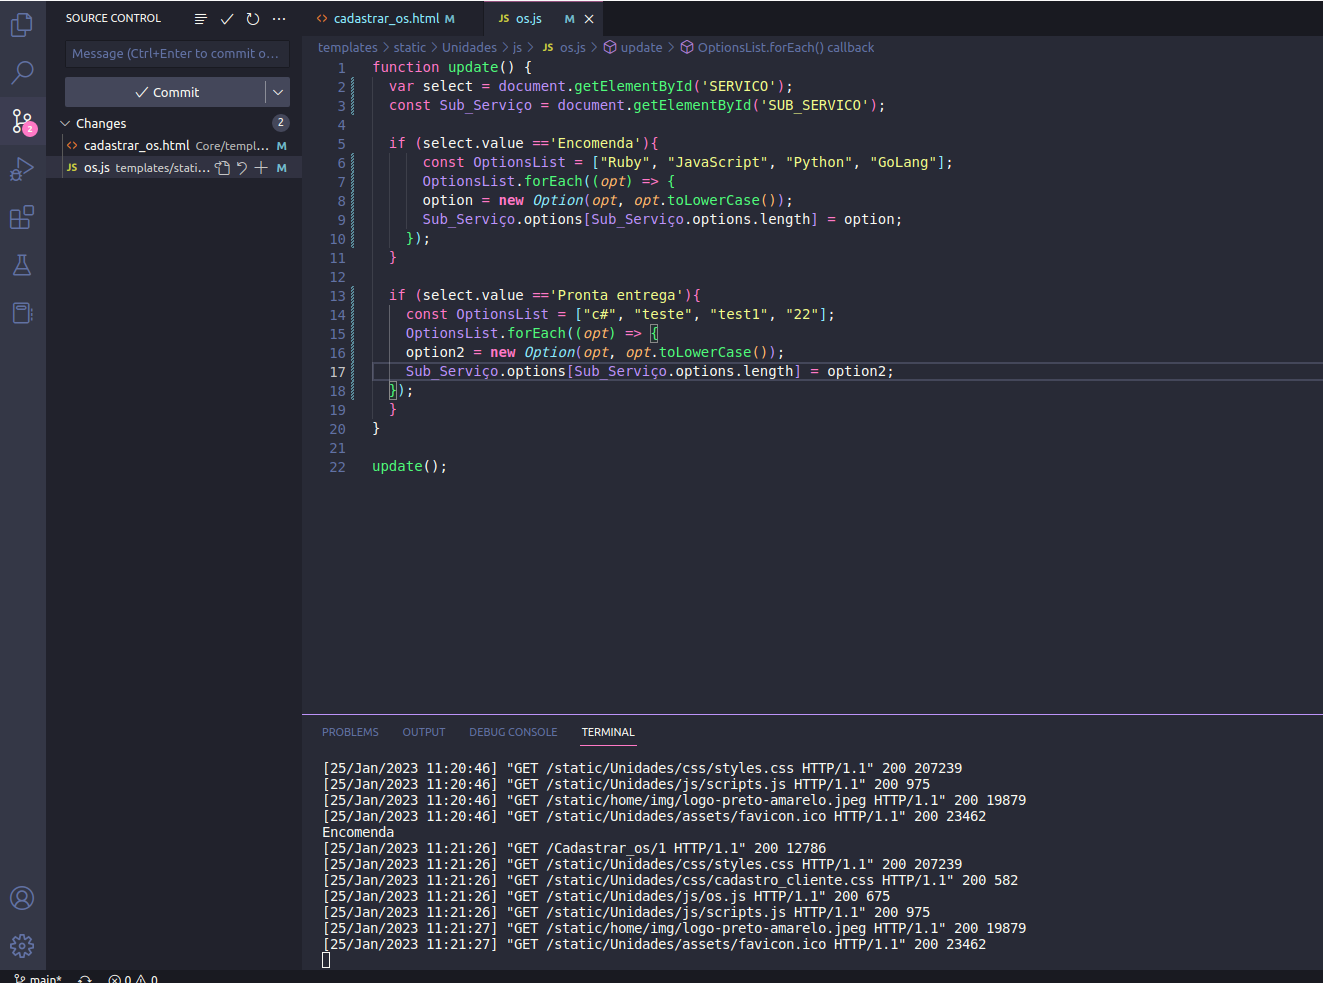 SOURCE CONTROL
Message (Ctrl+Enter to commit o...
Commit
Changes 2
cadastrar_os.html Core/templ... M
JS os.js templates/stati... M
2
cadastrar_os.html M
JS os.js M
templates > static > Unidades > js > JS os.js > update > OptionsList.forEach() callback
1 function update() {
2 var select = document.getElementById('SERVICO');
3 const Sub_Serviço = document.getElementById('SUB_SERVICO');
4
5 if (select.value =='Encomenda'){
6 const OptionsList = ["Ruby", "JavaScript", "Python", "GoLang"];
7 OptionsList.forEach((opt) => {
8 option = new Option(opt, opt.toLowerCase());
9 Sub_Serviço.options[Sub_Serviço.options.length] = option;
10 });
11 }
12
13 if (select.value =='Pronta entrega'){
14 const OptionsList = ["c#", "teste", "test1", "22"];
15 OptionsList.forEach((opt) => {
16 option2 = new Option(opt, opt.toLowerCase());
17 Sub_Serviço.options[Sub_Serviço.options.length] = option2;
18 });
19 }
20 }
21
22 update();
PROBLEMS OUTPUT DEBUG CONSOLE TERMINAL
[25/Jan/2023 11:20:46] "GET /static/Unidades/css/styles.css HTTP/1.1" 200 207239
[25/Jan/2023 11:20:46] "GET /static/Unidades/js/scripts.js HTTP/1.1" 200 975
[25/Jan/2023 11:20:46] "GET /static/home/img/logo-preto-amarelo.jpeg HTTP/1.1" 200 19879
[25/Jan/2023 11:20:46] "GET /static/Unidades/assets/favicon.ico HTTP/1.1" 200 23462
Encomenda
[25/Jan/2023 11:21:26] "GET /Cadastrar_os/1 HTTP/1.1" 200 12786
[25/Jan/2023 11:21:26] "GET /static/Unidades/css/styles.css HTTP/1.1" 200 207239
[25/Jan/2023 11:21:26] "GET /static/Unidades/css/cadastro_cliente.css HTTP/1.1" 200 582
[25/Jan/2023 11:21:26] "GET /static/Unidades/js/os.js HTTP/1.1" 200 675
[25/Jan/2023 11:21:26] "GET /static/Unidades/js/scripts.js HTTP/1.1" 200 975
[25/Jan/2023 11:21:27] "GET /static/home/img/logo-preto-amarelo.jpeg HTTP/1.1" 200 19879
[25/Jan/2023 11:21:27] "GET /static/Unidades/assets/favicon.ico HTTP/1.1" 200 23462
main* 0 0